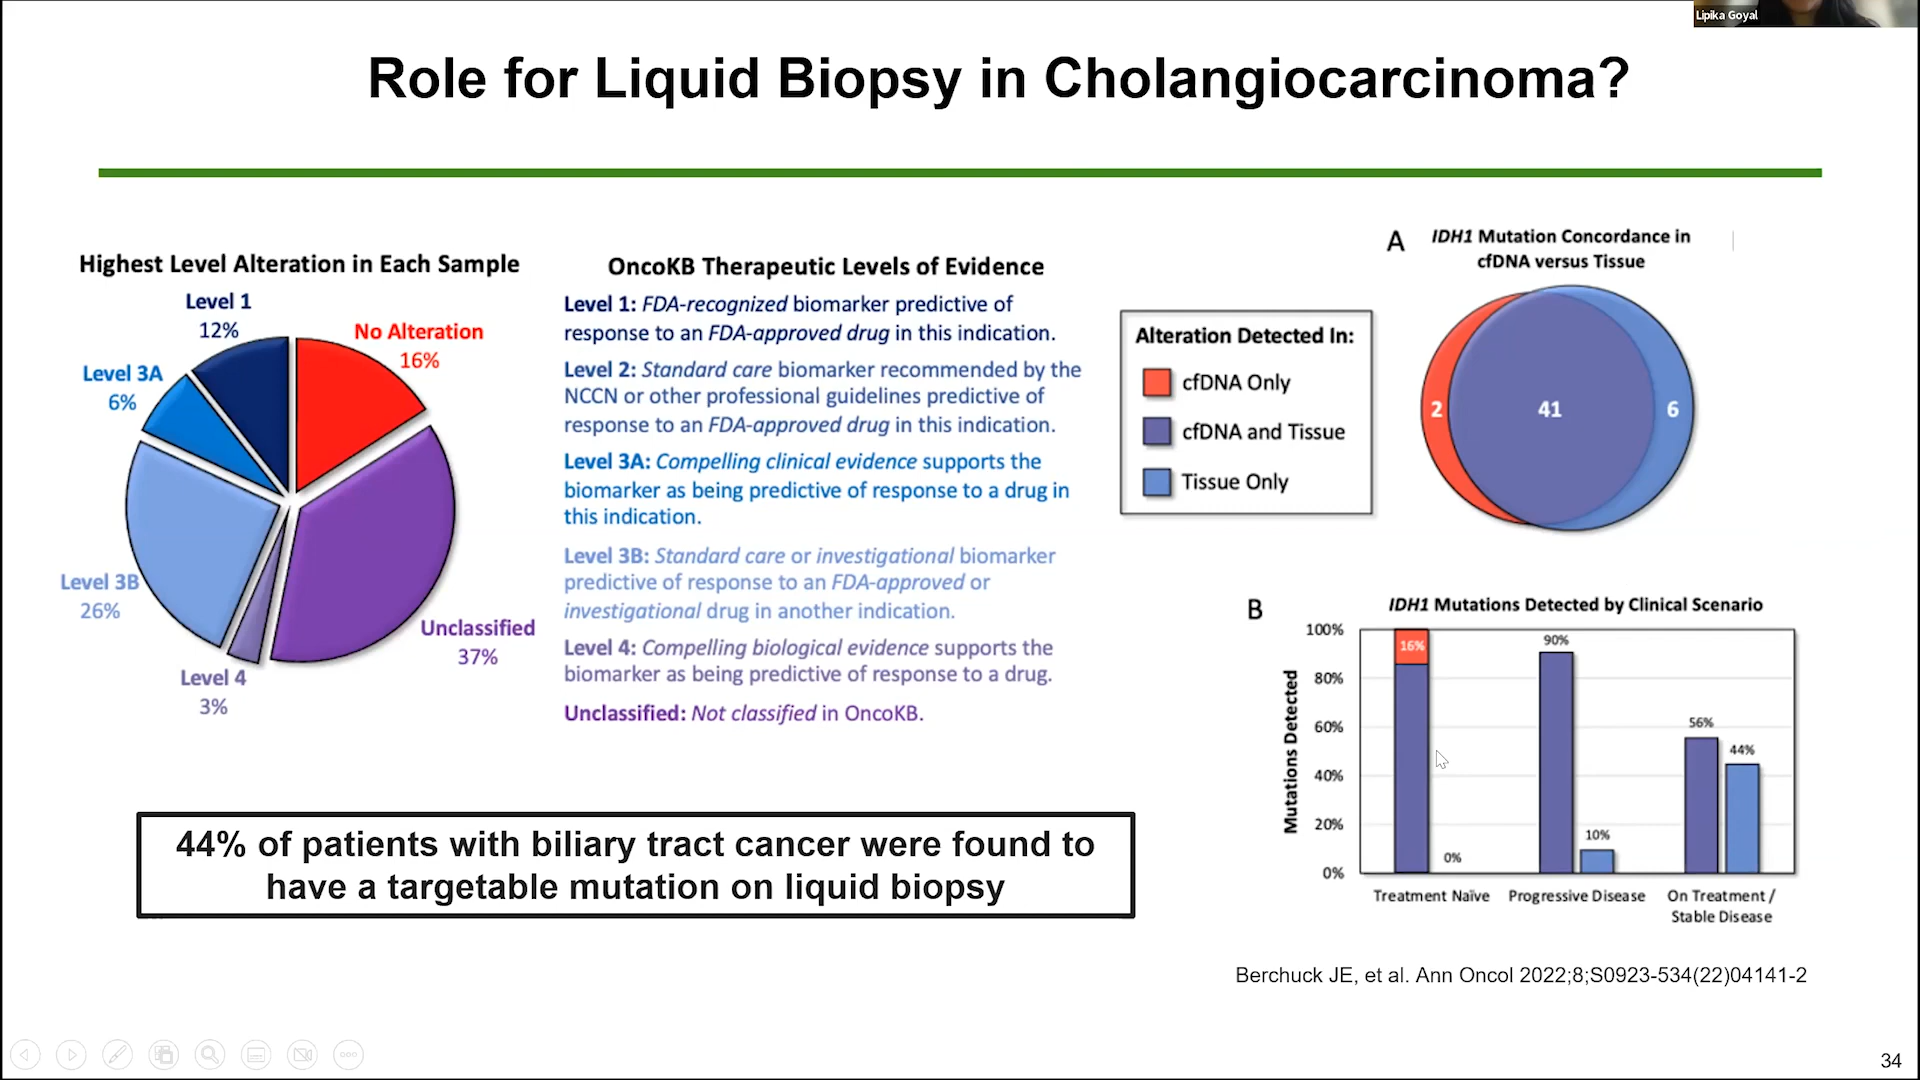 Lipika Goyal
Role for Liquid Biopsy in Cholangiocarcinoma?
Highest Level Alteration in Each Sample
Level 1
12%
No Alteration
16%
Level 3A
6%
Level 3B
26%
Unclassified
37%
Level 4
3%
OncoKB Therapeutic Levels of Evidence
Level 1: FDA-recognized biomarker predictive of
response to an FDA-approved drug in this indication.
Level 2: Standard care biomarker recommended by the
NCCN or other professional guidelines predictive of
response to an FDA-approved drug in this indication.
Level 3A: Compelling clinical evidence supports the
biomarker as being predictive of response to a drug in
this indication.
Level 3B: Standard care or investigational biomarker
predictive of response to an FDA-approved or
investigational drug in another indication.
Level 4: Compelling biological evidence supports the
biomarker as being predictive of response to a drug.
Unclassified: Not classified in OncoKB.
44% of patients with biliary tract cancer were found to
have a targetable mutation on liquid biopsy
Alteration Detected In:
cfDNA Only
cfDNA and Tissue
Tissue Only
A
IDH1 Mutation Concordance in
cfDNA versus Tissue
2
41
6
B
IDH1 Mutations Detected by Clinical Scenario
Mutations Detected
100%
80%
60%
40%
20%
0%
16%
0%
90%
10%
56%
44%
Treatment Naïve
Progressive Disease
On Treatment /
Stable Disease
Berchuck JE, et al. Ann Oncol 2022;8;S0923-534(22)04141-2
34